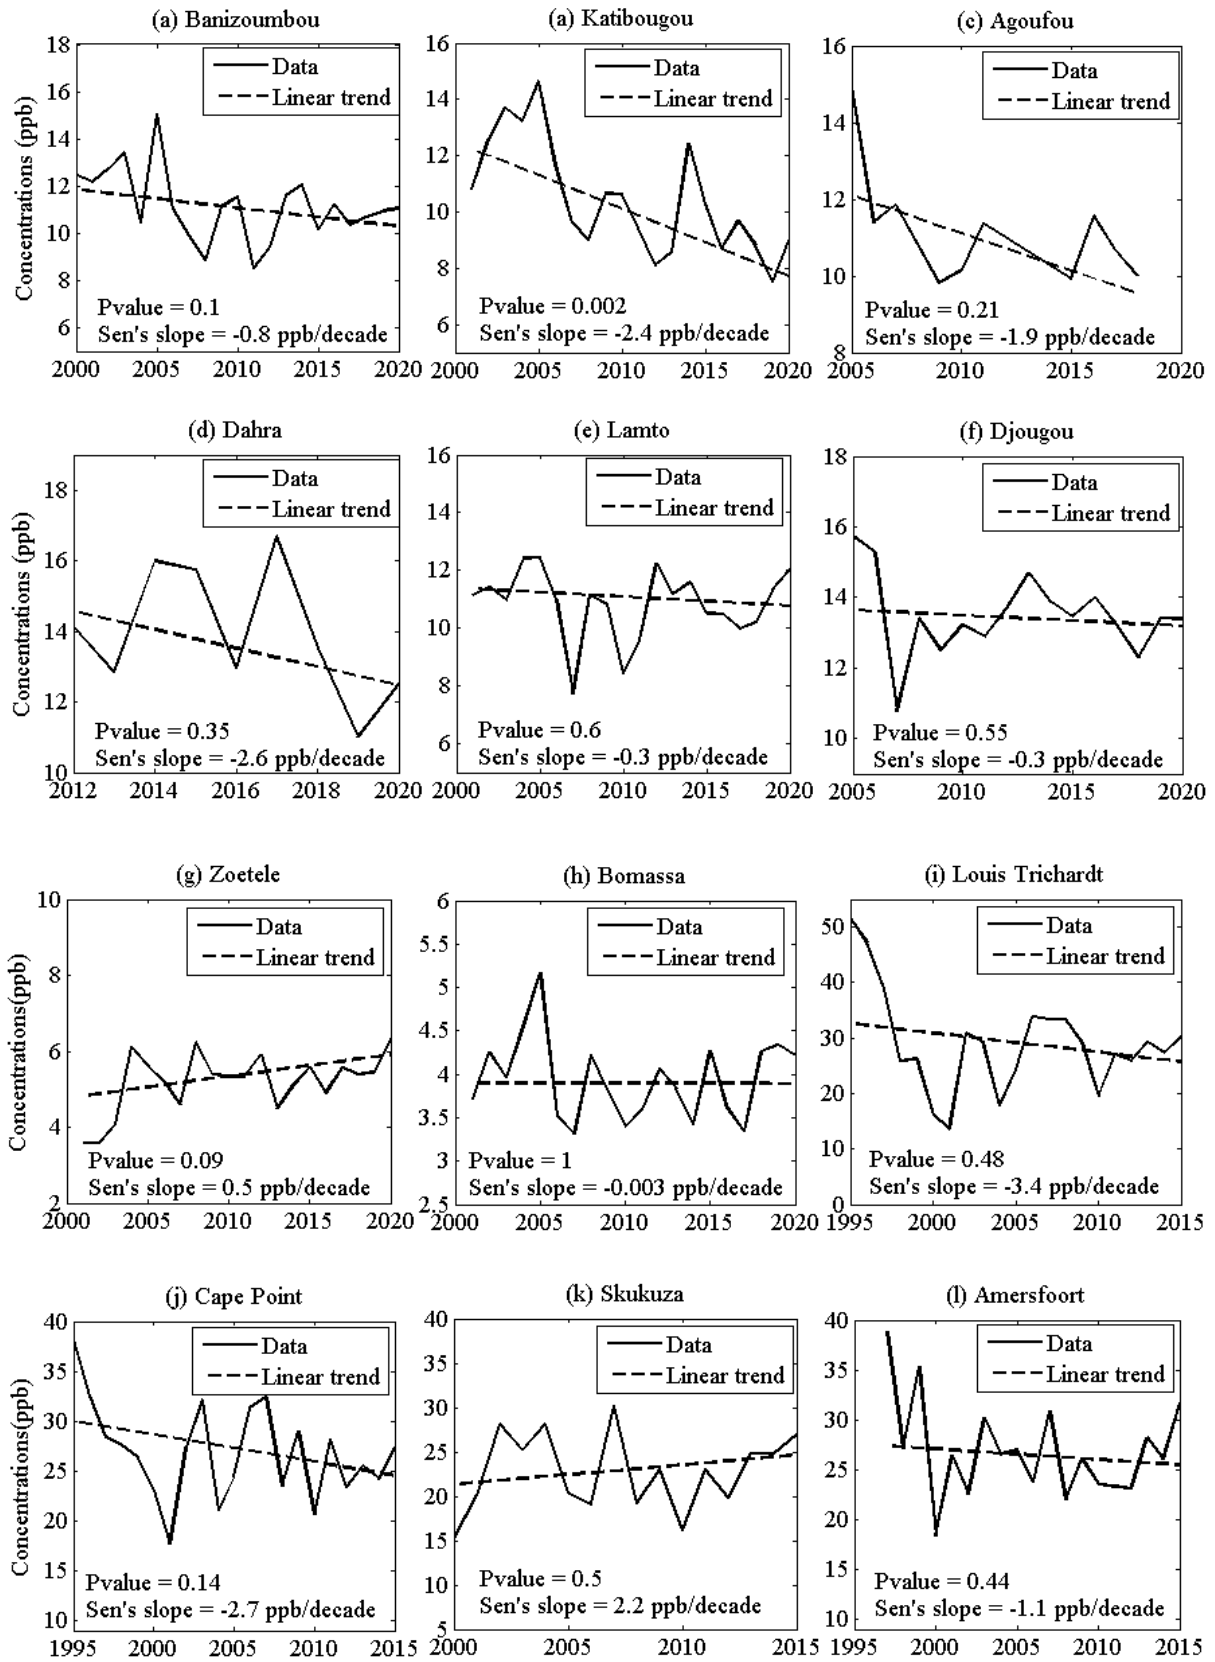 (a) Banizoumbou
Concentrations (ppb)
18
16
14
12
10
8
6
2000 2005 2010 2015 2020
Data
Linear trend
Pvalue = 0.1
Sen's slope = -0.8 ppb/decade
(a) Katibougou
16
14
12
10
8
6
2000 2005 2010 2015 2020
Data
Linear trend
Pvalue = 0.002
Sen's slope = -2.4 ppb/decade
(c) Agoufou
16
14
12
10
8
2005 2010 2015 2020
Data
Linear trend
Pvalue = 0.21
Sen's slope = -1.9 ppb/decade
(d) Dahra
Concentrations (ppb)
18
16
14
12
10
2012 2014 2016 2018 2020
Data
Linear trend
Pvalue = 0.35
Sen's slope = -2.6 ppb/decade
(e) Lamto
16
14
12
10
8
6
2000 2005 2010 2015 2020
Data
Linear trend
Pvalue = 0.6
Sen's slope = -0.3 ppb/decade
(f) Djougou
18
16
14
12
10
2005 2010 2015 2020
Data
Linear trend
Pvalue = 0.55
Sen's slope = -0.3 ppb/decade
(g) Zoetele
Concentrations(ppb)
10
8
6
4
2
2000 2005 2010 2015 2020
Data
Linear trend
Pvalue = 0.09
Sen's slope = 0.5 ppb/decade
(h) Bomassa
6
5.5
5
4.5
4
3.5
3
2.5
2000 2005 2010 2015 2020
Data
Linear trend
Pvalue = 1
Sen's slope = -0.003 ppb/decade
(i) Louis Trichardt
50
40
30
20
10
0
1995 2000 2005 2010 2015
Data
Linear trend
Pvalue = 0.48
Sen's slope = -3.4 ppb/decade
(j) Cape Point
Concentrations(ppb)
40
35
30
25
20
15
10
1995 2000 2005 2010 2015
Data
Linear trend
Pvalue = 0.14
Sen's slope = -2.7 ppb/decade
(k) Skukuza
40
35
30
25
20
15
10
5
2000 2005 2010 2015
Data
Linear trend
Pvalue = 0.5
Sen's slope = 2.2 ppb/decade
(l) Amersfoort
40
35
30
25
20
15
10
1995 2000 2005 2010 2015
Data
Linear trend
Pvalue = 0.44
Sen's slope = -1.1 ppb/decade